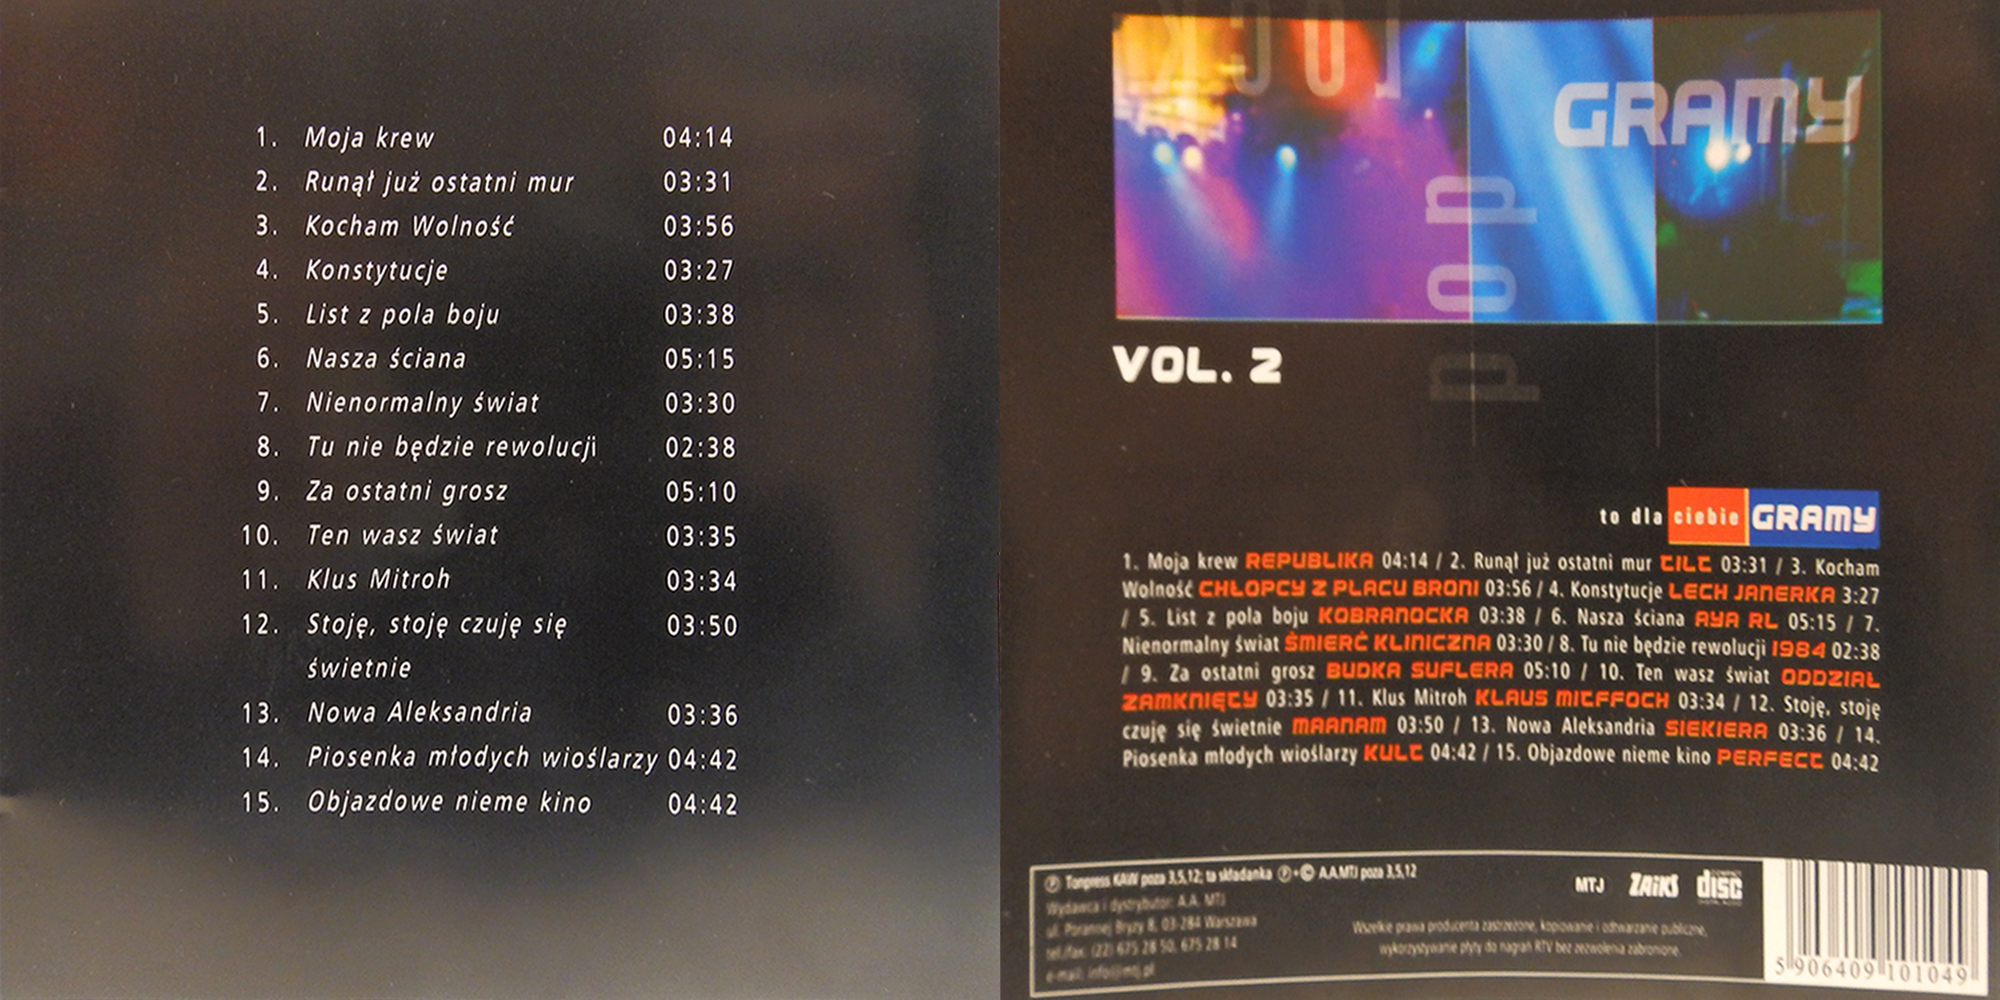 1. Moja krew 04:14
2. Runął już ostatni mur 03:31
3. Kocham Wolność 03:56
4. Konstytucje 03:27
5. List z pola boju 03:38
6. Nasza ściana 05:15
7. Nienormalny świat 03:30
8. Tu nie będzie rewolucji 02:38
9. Za ostatni grosz 05:10
10. Ten wasz świat 03:35
11. Klus Mitroh 03:34
12. Stoję, stoję czuję się 03:50
świetnie
13. Nowa Aleksandria 03:36
14. Piosenka młodych wioślarzy 04:42
15. Objazdowe nieme kino 04:42
rock
GRAMY
pop
VOL. 2
to dla ciebie GRAMY
1. Moja krew REPUBLIKA 04:14 / 2. Runął już ostatni mur TILT 03:31 / 3. Kocham
Wolność CHŁOPCY Z PLACU BRONI 03:56 / 4. Konstytucje LECH JANERKA 3:27
/ 5. List z pola boju KOBRANOCKA 03:38 / 6. Nasza ściana AYA RL 05:15 / 7.
Nienormalny świat ŚMIERĆ KLINICZNA 03:30 / 8. Tu nie będzie rewolucji 1984 02:38
/ 9. Za ostatni grosz BUDKA SUFLERA 05:10 / 10. Ten wasz świat ODDZIAŁ
ZAMKNIĘTY 03:35 / 11. Klus Mitroh KLAUS MITFFOCH 03:34 / 12. Stoję, stoję
czuję się świetnie MAANAM 03:50 / 13. Nowa Aleksandria SIEKIERA 03:36 / 14.
Piosenka młodych wioślarzy KULT 04:42 / 15. Objazdowe nieme kino PERFECT 04:42
Ⓟ Tonpress KAW poza 3,5,12; ta składanka Ⓟ+© A.A.MTJ poza 3,5,12
Wydawca i dystrybutor: A.A. MTJ
ul. Porannej Bryzy 8, 03-284 Warszawa
tel./fax. (22) 675 28 50, 675 28 14
e-mail: info@mtj.pl
MTJ ZAiKS COMPACT disc DIGITAL AUDIO
Wszelkie prawa producenta zastrzeżone, kopiowanie i odtwarzanie publiczne,
wykorzystywanie płyty do nagrań RTV bez zezwolenia zabronione.
5 906409 101049